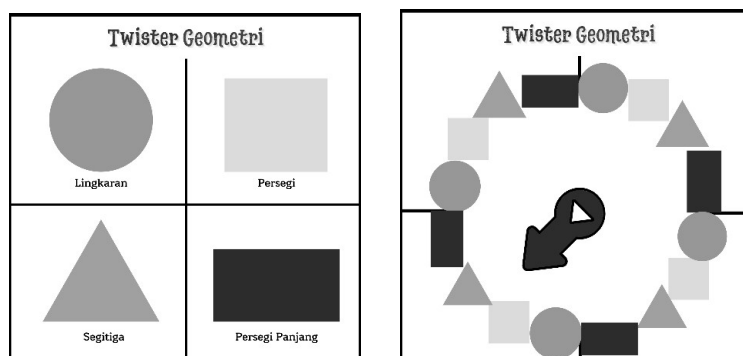 Twister Geometri
Lingkaran
Persegi
Segitiga
Persegi Panjang
Twister Geometri